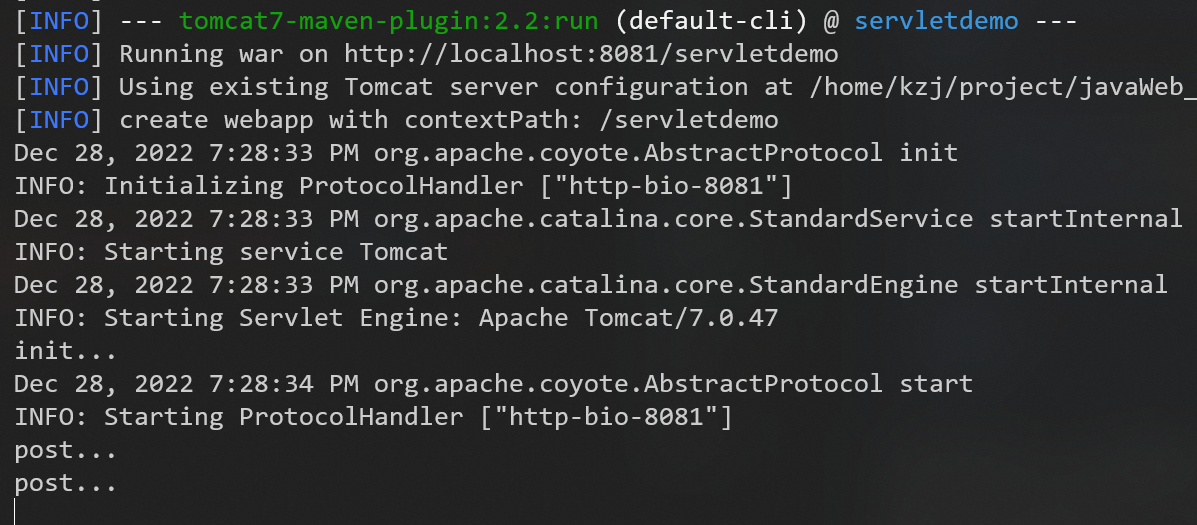 [INFO] --- tomcat7-maven-plugin:2.2:run (default-cli) @ servletdemo ---
[INFO] Running war on http://localhost:8081/servletdemo
[INFO] Using existing Tomcat server configuration at /home/kzj/project/javaWeb_
[INFO] create webapp with contextPath: /servletdemo
Dec 28, 2022 7:28:33 PM org.apache.coyote.AbstractProtocol init
INFO: Initializing ProtocolHandler ["http-bio-8081"]
Dec 28, 2022 7:28:33 PM org.apache.catalina.core.StandardService startInternal
INFO: Starting service Tomcat
Dec 28, 2022 7:28:33 PM org.apache.catalina.core.StandardEngine startInternal
INFO: Starting Servlet Engine: Apache Tomcat/7.0.47
init...
Dec 28, 2022 7:28:34 PM org.apache.coyote.AbstractProtocol start
INFO: Starting ProtocolHandler ["http-bio-8081"]
post...
post...